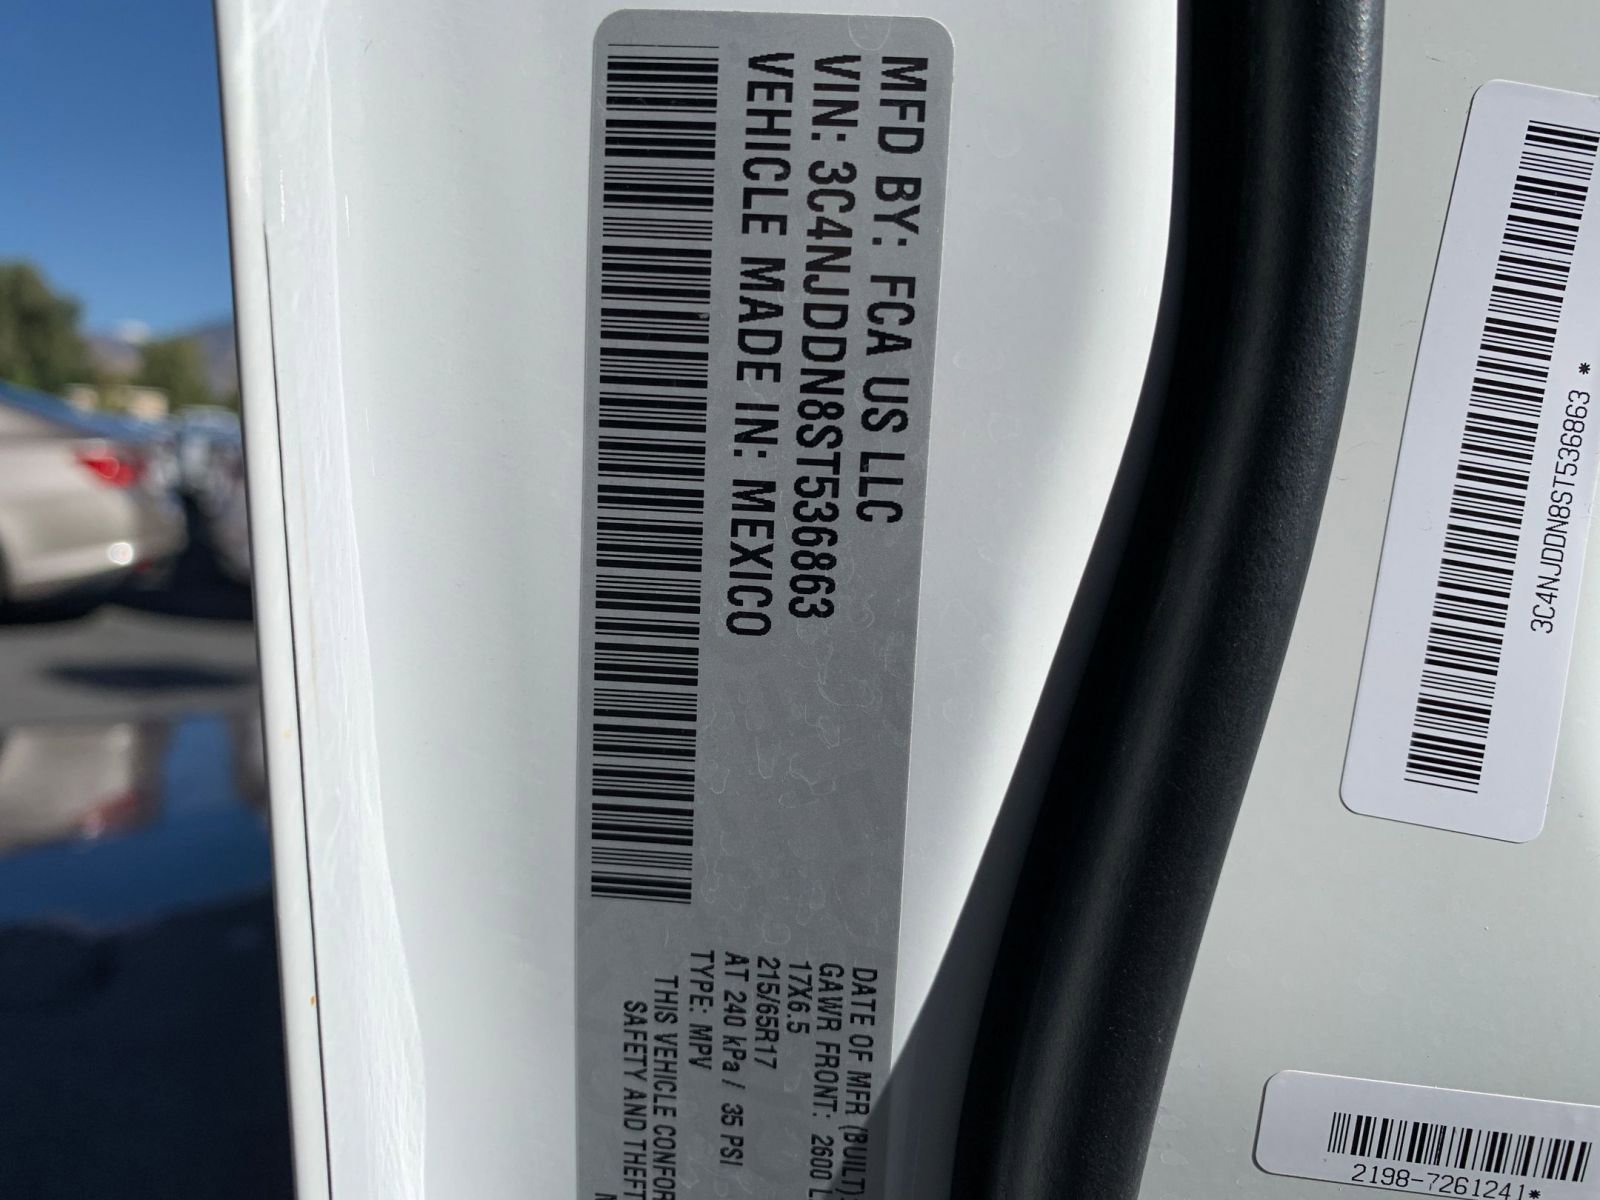 MFD BY: FCA US LLC
VIN: 3C4NJDDN8ST536863
VEHICLE MADE IN: MEXICO
DATE OF MFR (BUILT):
GAWR FRONT: 2600 L
17X6.5
215/65R17
AT 240 kPa / 35 PSI
TYPE: MPV
THIS VEHICLE CONFOR
SAFETY AND THEFT
3C4NJDDN8ST536863 *
2198-7261241*